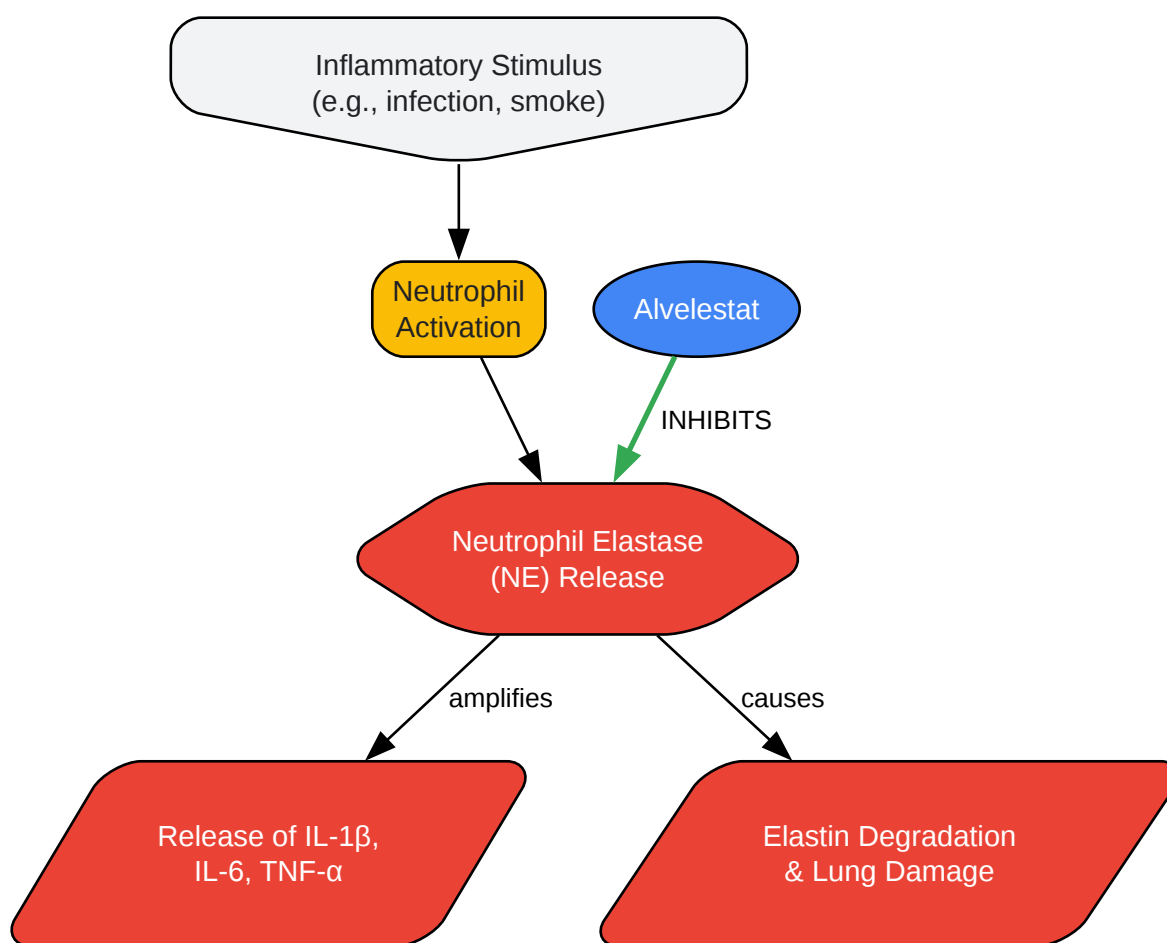 Inflammatory Stimulus
(e.g., infection, smoke)
Neutrophil
Activation
Alvelestat
INHIBITS
Neutrophil Elastase
(NE) Release
amplifies
causes
Release of IL-1β,
IL-6, TNF-α
Elastin Degradation
& Lung Damage